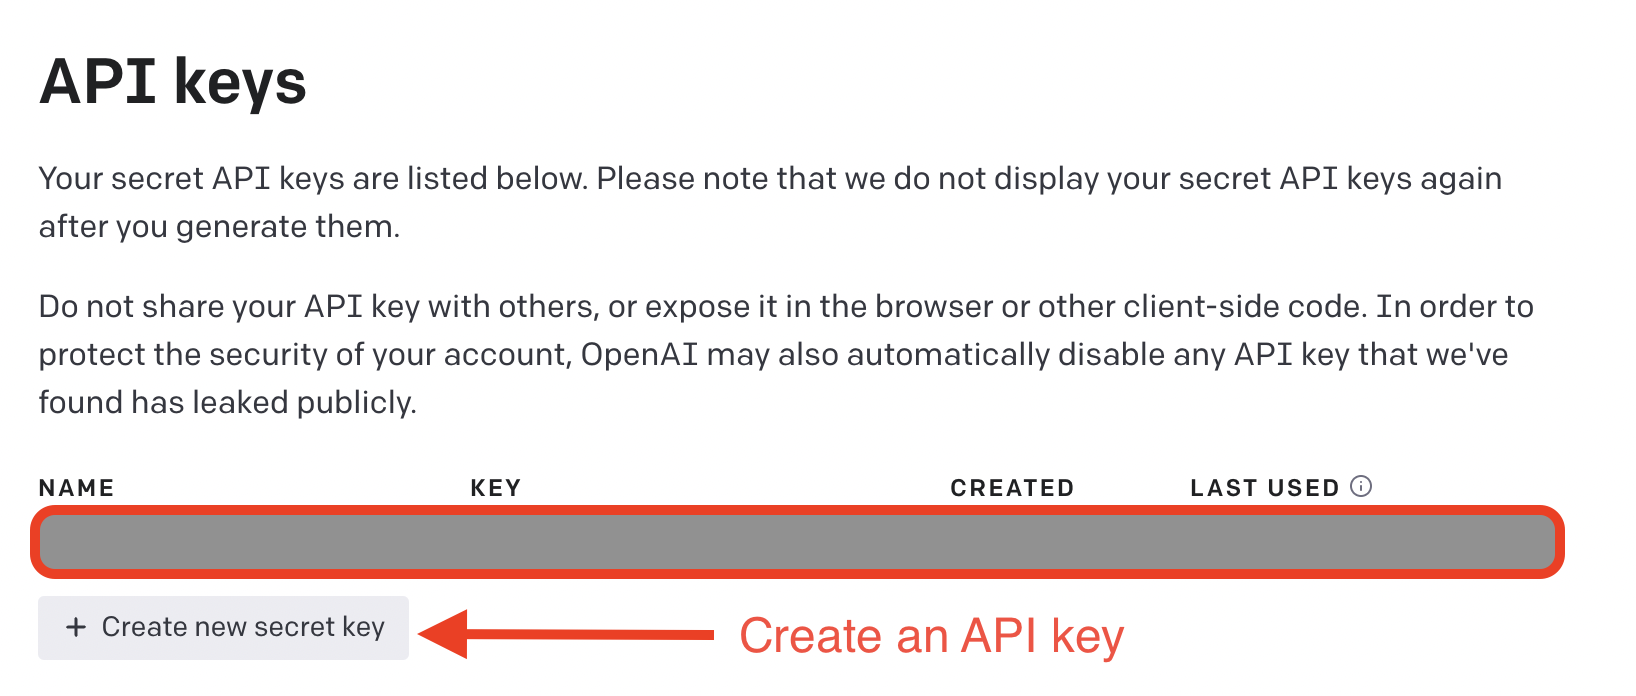 API keys
Your secret API keys are listed below. Please note that we do not display your secret API keys again
after you generate them.
Do not share your API key with others, or expose it in the browser or other client-side code. In order to
protect the security of your account, OpenAI may also automatically disable any API key that we've
found has leaked publicly.
NAME KEY CREATED LAST USED
+ Create new secret key Create an API key